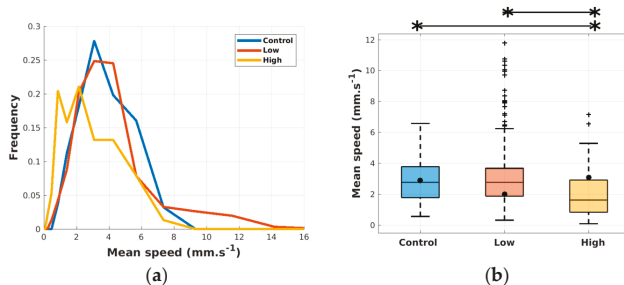 0.3
0.25
0.2
0.15
0.1
0.05
0
Frequency
0 2 4 6 8 10 12 14 16
Mean speed (mm.s⁻¹)
Control
Low
High
(a)
* *
* *
12
10
8
6
4
2
0
Mean speed (mm.s⁻¹)
Control Low High
(b)